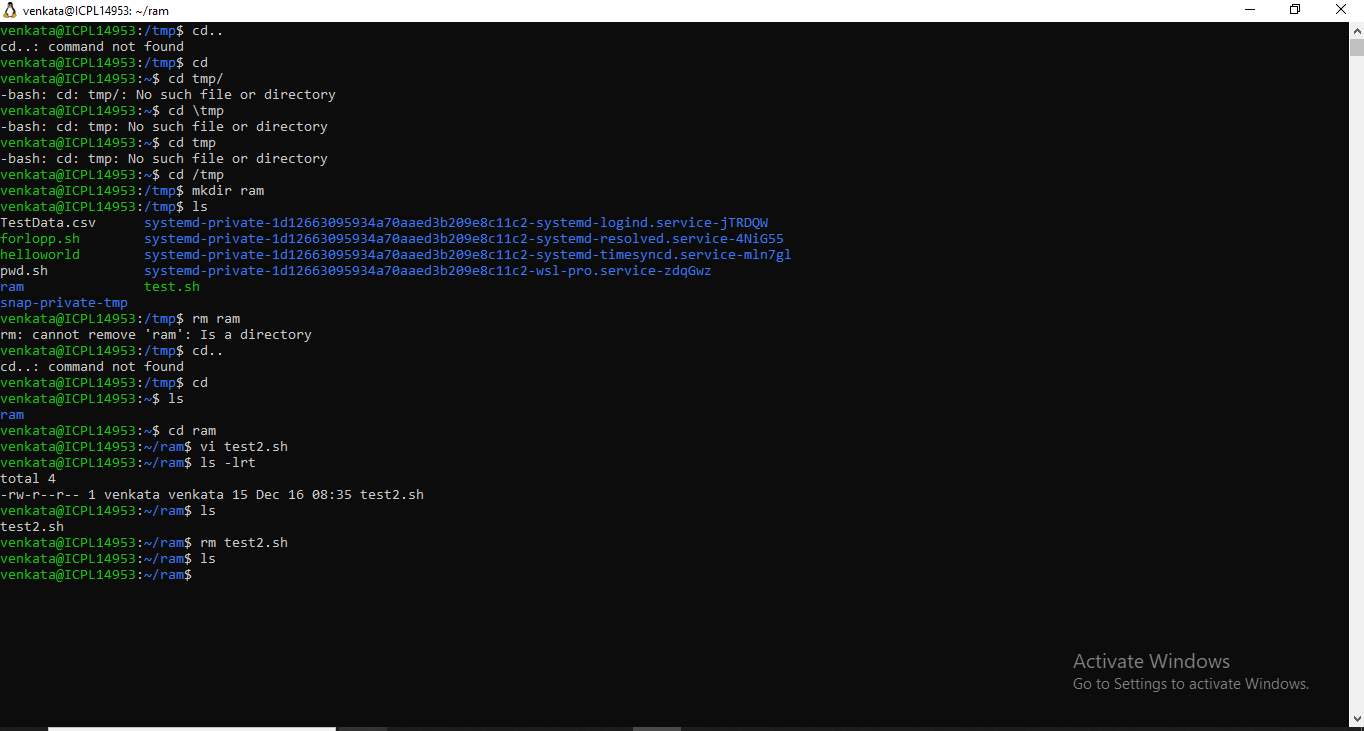 venkata@ICPL14953: ~/ram
venkata@ICPL14953:/tmp$ cd..
cd..: command not found
venkata@ICPL14953:/tmp$ cd
venkata@ICPL14953:~$ cd tmp/
-bash: cd: tmp/: No such file or directory
venkata@ICPL14953:~$ cd \tmp
-bash: cd: tmp: No such file or directory
venkata@ICPL14953:~$ cd tmp
-bash: cd: tmp: No such file or directory
venkata@ICPL14953:~$ cd /tmp
venkata@ICPL14953:/tmp$ mkdir ram
venkata@ICPL14953:/tmp$ ls
TestData.csv      systemd-private-1d12663095934a70aaed3b209e8c11c2-systemd-logind.service-jTRDQW
forlopp.sh        systemd-private-1d12663095934a70aaed3b209e8c11c2-systemd-resolved.service-4NiG55
helloworld        systemd-private-1d12663095934a70aaed3b209e8c11c2-systemd-timesyncd.service-mln7gl
pwd.sh            systemd-private-1d12663095934a70aaed3b209e8c11c2-wsl-pro.service-zdqGwz
ram               test.sh
snap-private-tmp
venkata@ICPL14953:/tmp$ rm ram
rm: cannot remove 'ram': Is a directory
venkata@ICPL14953:/tmp$ cd..
cd..: command not found
venkata@ICPL14953:/tmp$ cd
venkata@ICPL14953:~$ ls
ram
venkata@ICPL14953:~$ cd ram
venkata@ICPL14953:~/ram$ vi test2.sh
venkata@ICPL14953:~/ram$ ls -lrt
total 4
-rw-r--r-- 1 venkata venkata 15 Dec 16 08:35 test2.sh
venkata@ICPL14953:~/ram$ ls
test2.sh
venkata@ICPL14953:~/ram$ rm test2.sh
venkata@ICPL14953:~/ram$ ls
venkata@ICPL14953:~/ram$
Activate Windows
Go to Settings to activate Windows.